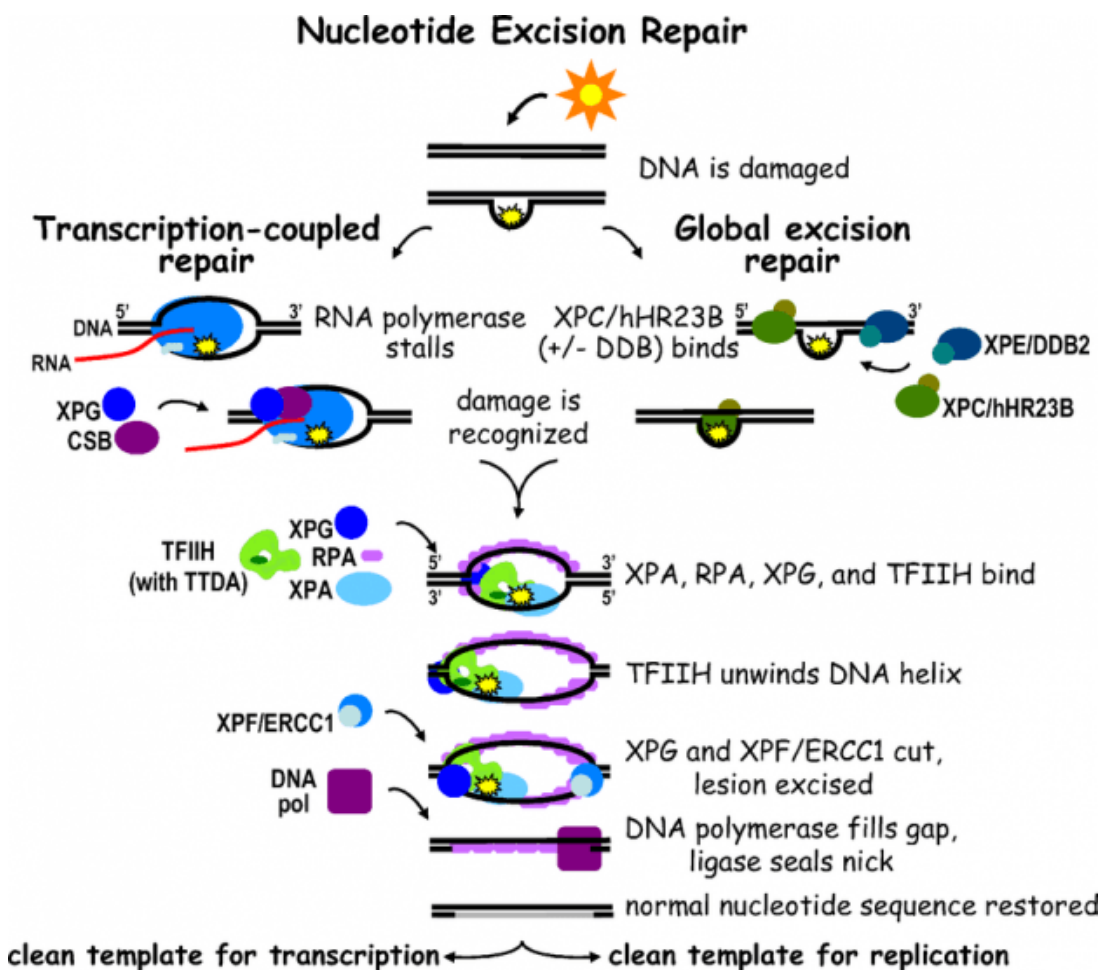 Nucleotide Excision Repair
DNA is damaged
Transcription-coupled
repair
Global excision
repair
5'
3'
DNA
RNA
RNA polymerase
stalls
XPC/hHR23B
(+/- DDB) binds
5'
3'
XPE/DDB2
XPC/hHR23B
XPG
CSB
damage is
recognized
XPG
RPA
XPA
TFIIH
(with TTDA)
5'
3'
3'
5'
XPA, RPA, XPG, and TFIIH bind
TFIIH unwinds DNA helix
XPF/ERCC1
XPG and XPF/ERCC1 cut,
lesion excised
DNA
pol
DNA polymerase fills gap,
ligase seals nick
normal nucleotide sequence restored
clean template for transcription
clean template for replication